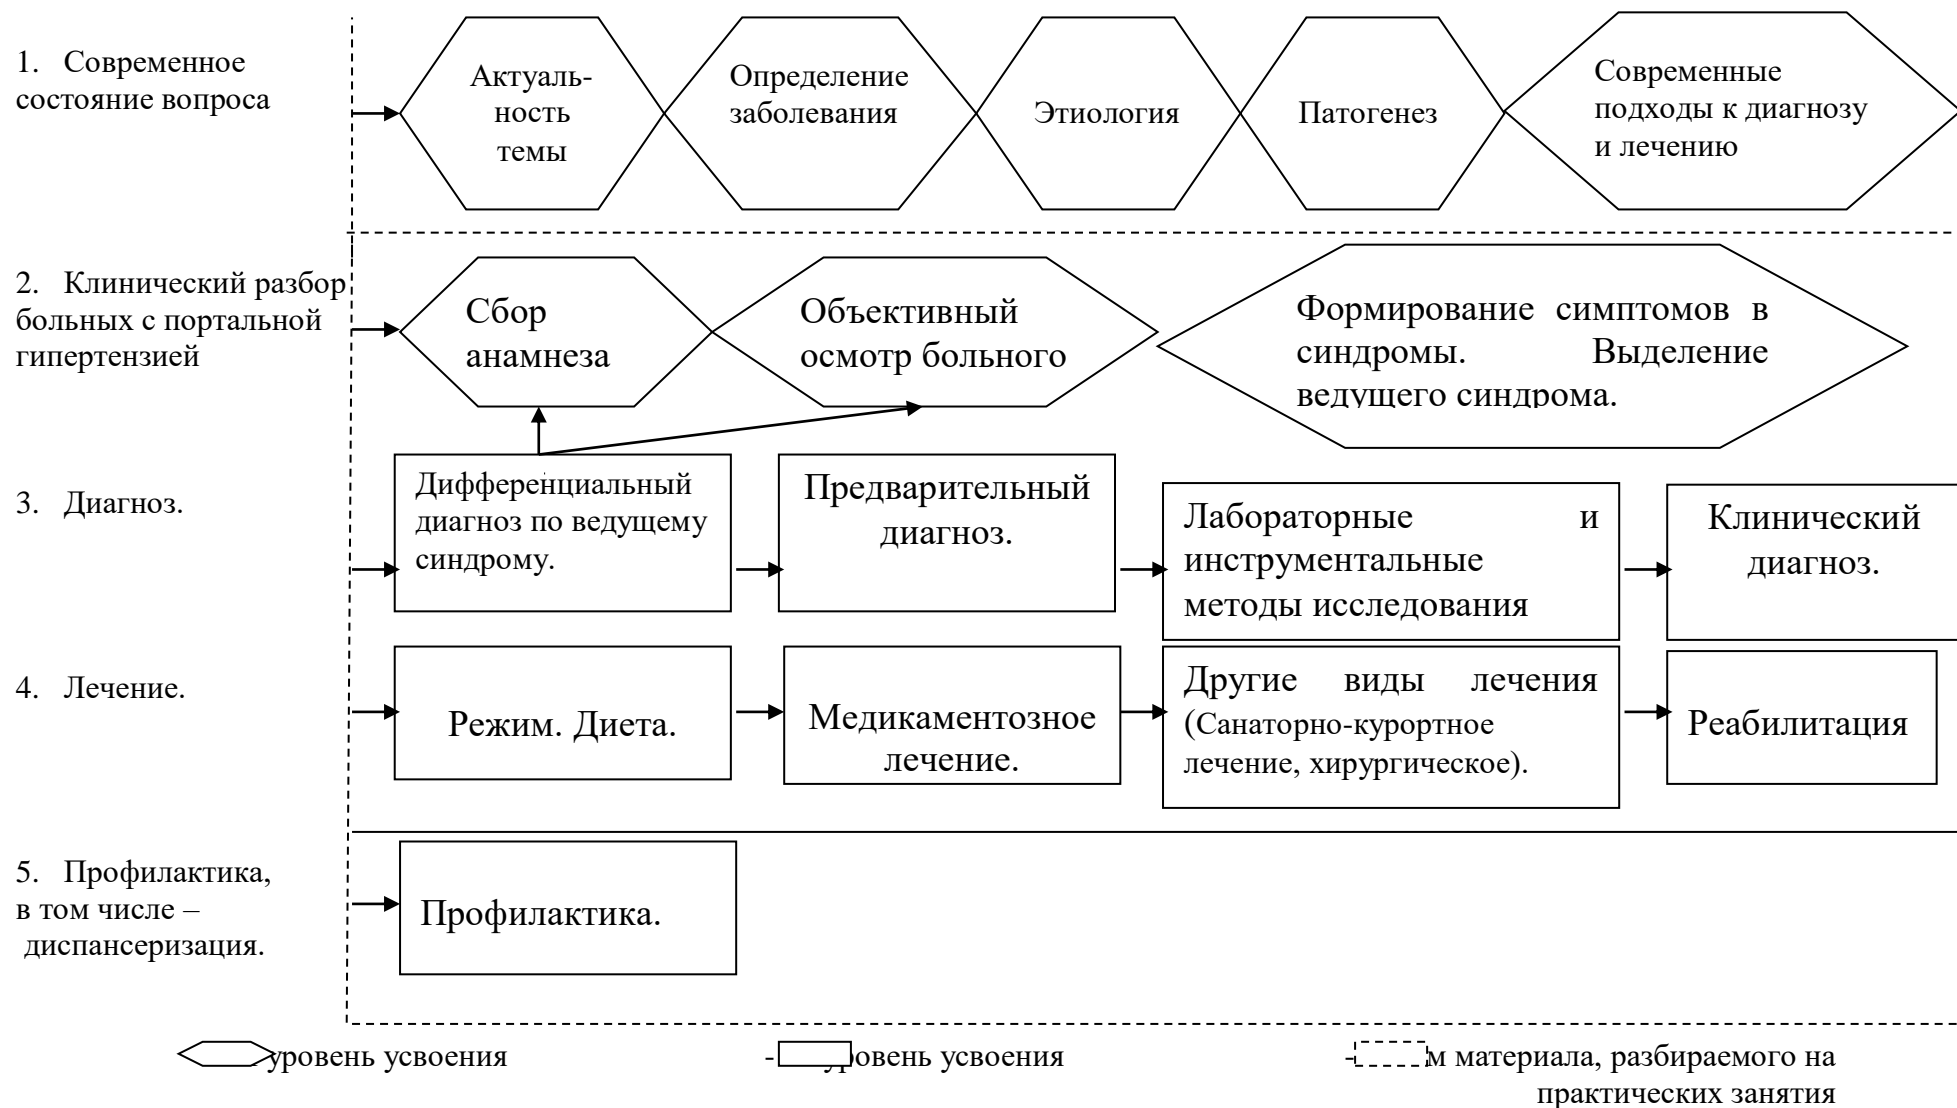 1. Современное
состояние вопроса
Актуаль-
ность
темы
Определение
заболевания
Этиология
Патогенез
Современные
подходы к диагнозу
и лечению
2. Клинический разбор
больных с портальной
гипертензией
Сбор
анамнеза
Объективный
осмотр больного
Формирование симптомов в
синдромы. Выделение
ведущего синдрома.
3. Диагноз.
Дифференциальный
диагноз по ведущему
синдрому.
Предварительный
диагноз.
Лабораторные и
инструментальные
методы исследования
Клинический
диагноз.
4. Лечение.
Режим. Диета.
Медикаментозное
лечение.
Другие виды лечения
(Санаторно-курортное
лечение, хирургическое).
Реабилитация
5. Профилактика,
в том числе –
диспансеризация.
Профилактика.
уровень усвоения
- усвоения
- материала, разбираемого на
практических занятия